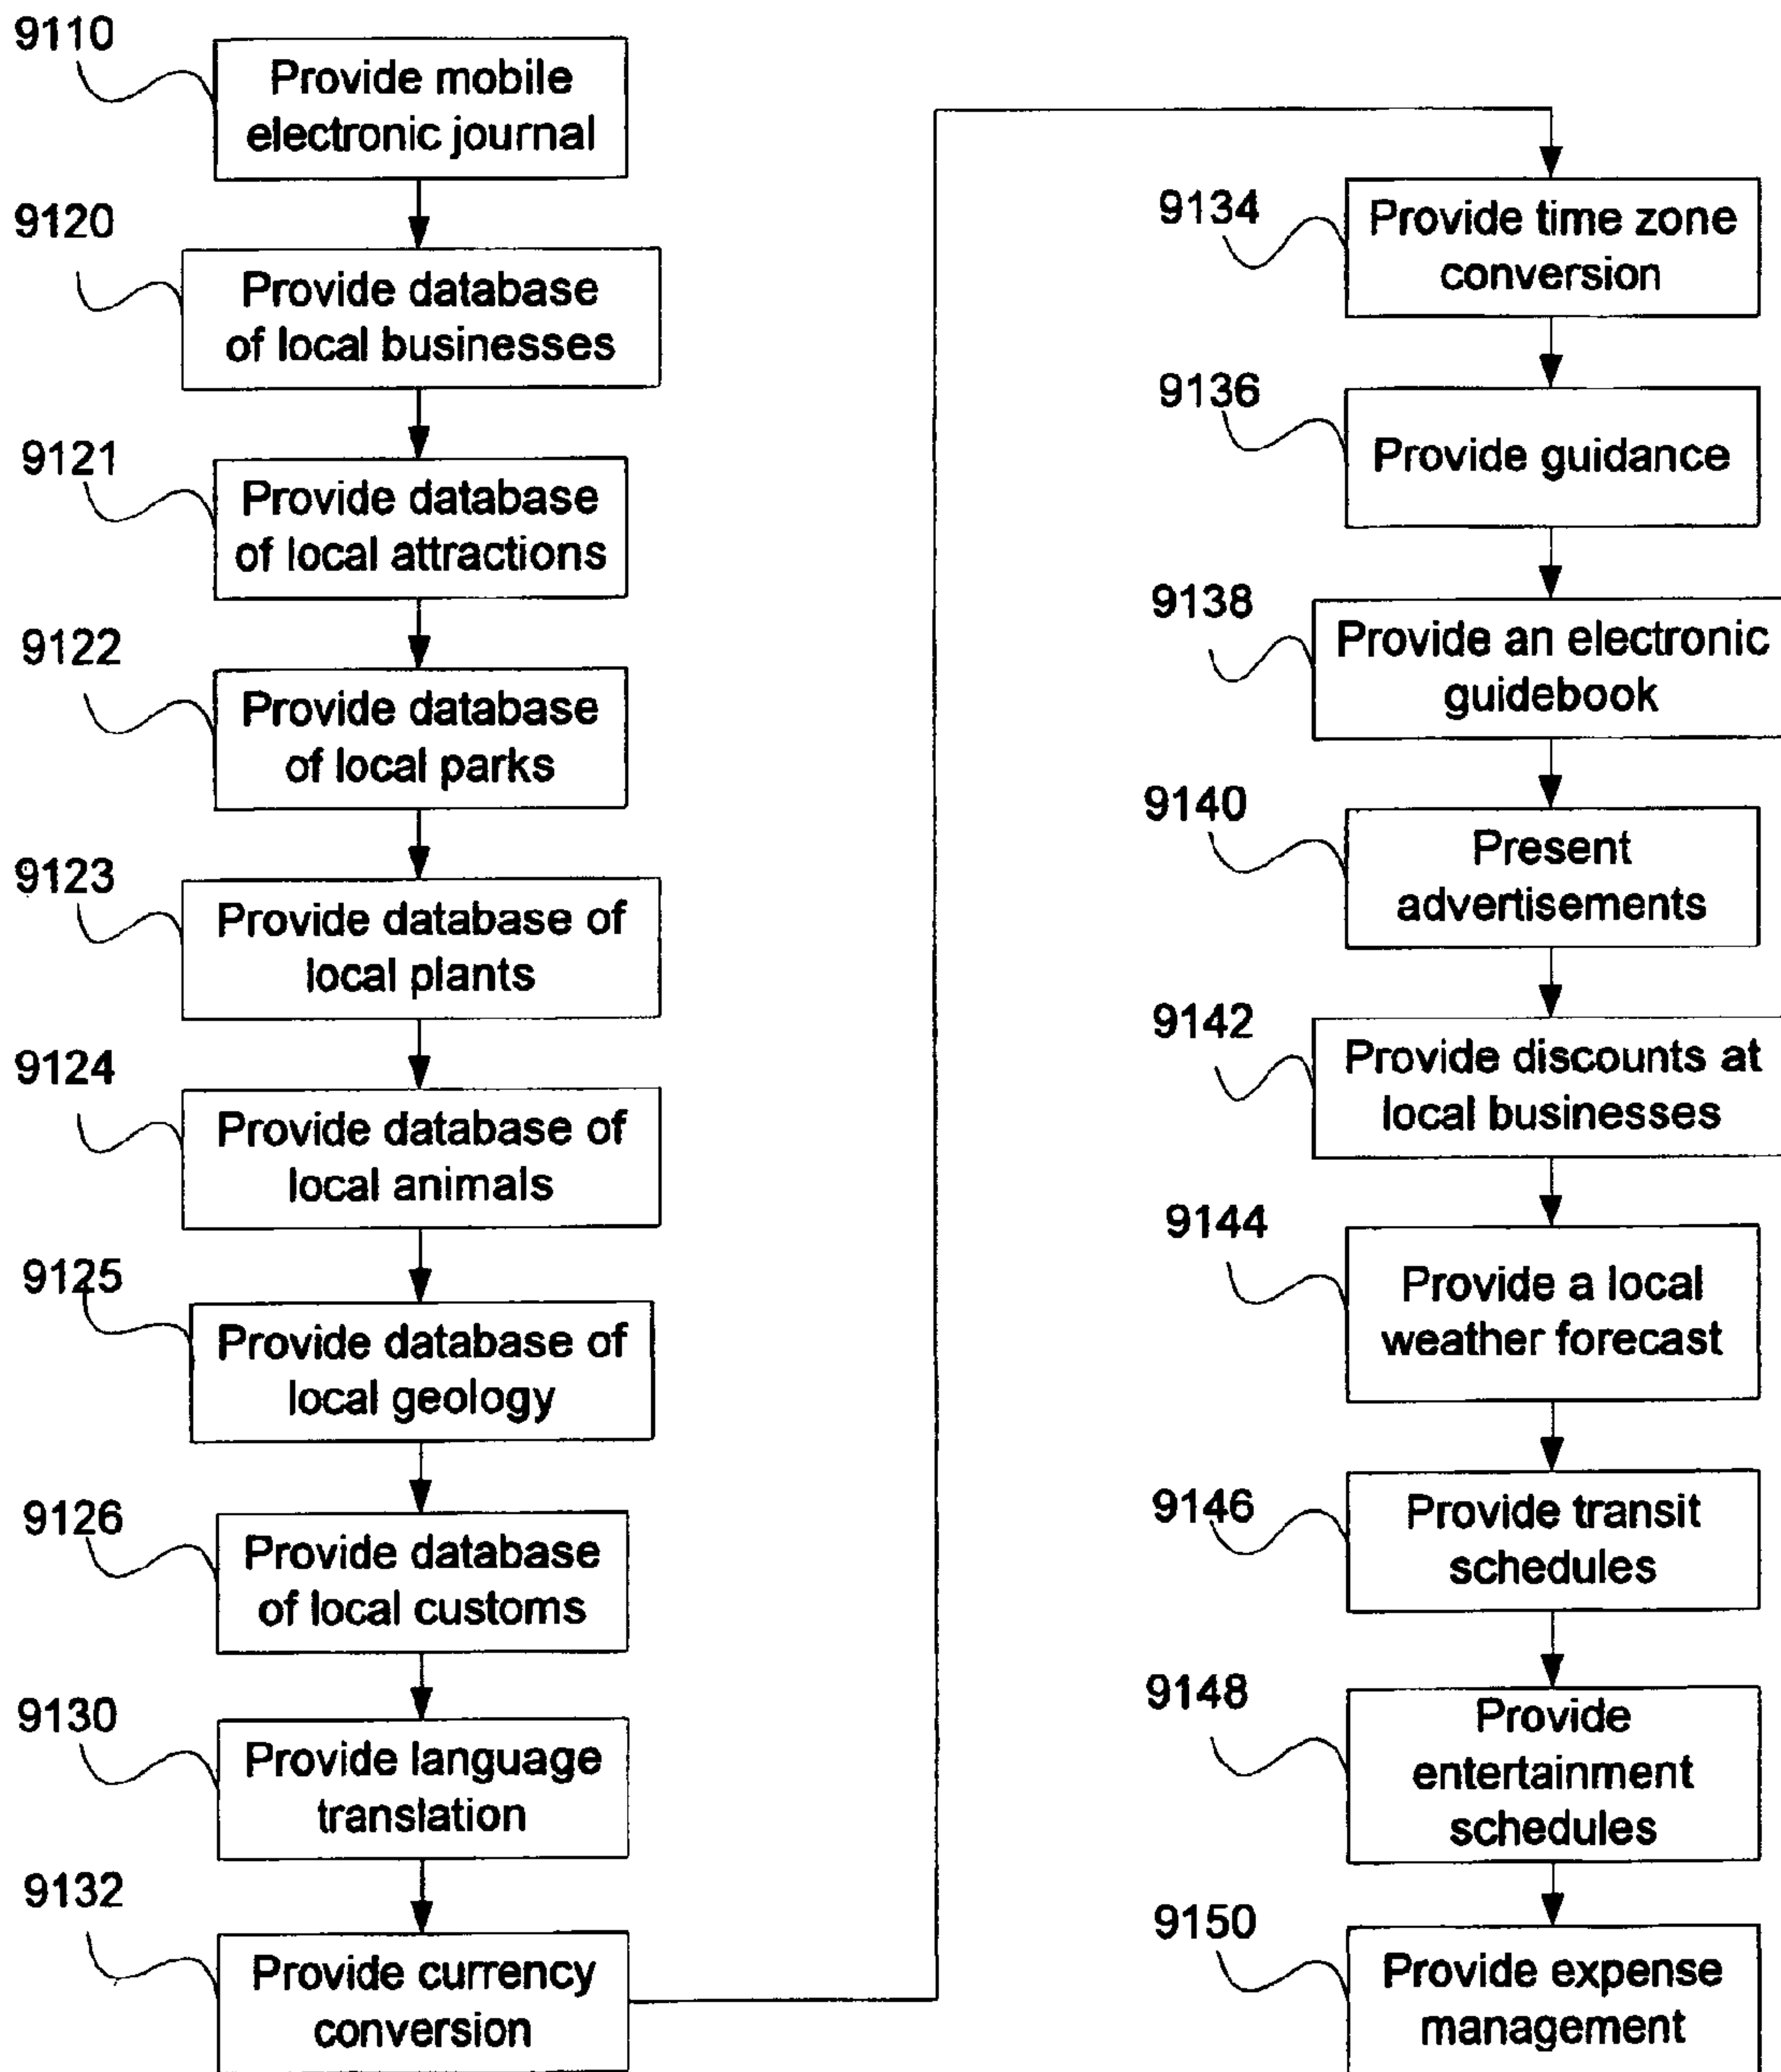 9110
Provide mobile
electronic journal
9120
Provide database
of local businesses
9121
Provide database
of local attractions
9122
Provide database
of local parks
9123
Provide database of
local plants
9124
Provide database of
local animals
9125
Provide database of
local geology
9126
Provide database
of local customs
9130
Provide language
translation
9132
Provide currency
conversion
9134
Provide time zone
conversion
9136
Provide guidance
9138
Provide an electronic
guidebook
9140
Present
advertisements
9142
Provide discounts at
local businesses
9144
Provide a local
weather forecast
9146
Provide transit
schedules
9148
Provide
entertainment
schedules
9150
Provide expense
management